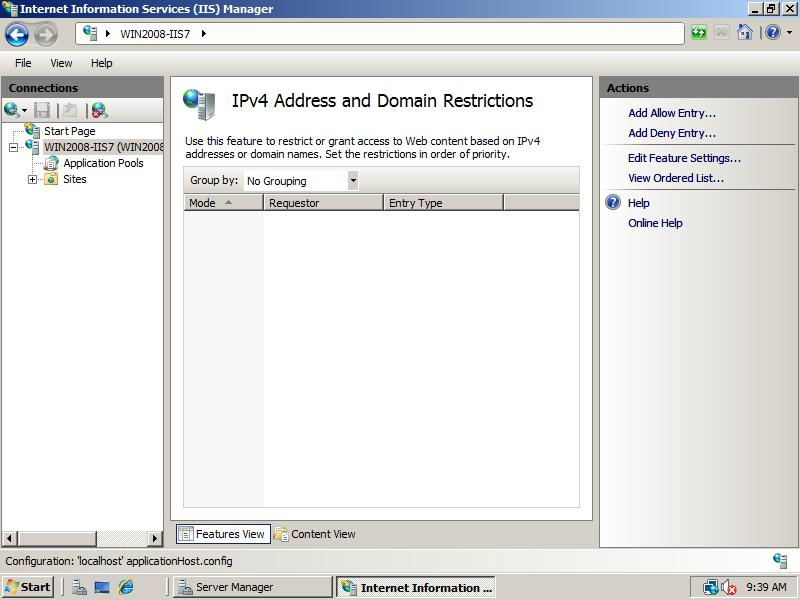 Internet Information Services (IIS) Manager
WIN2008-IIS7
File View Help
Connections
Start Page
WIN2008-IIS7 (WIN2008
Application Pools
Sites
IPv4 Address and Domain Restrictions
Use this feature to restrict or grant access to Web content based on IPv4
addresses or domain names. Set the restrictions in order of priority.
Group by: No Grouping
Mode Requestor Entry Type
Features View Content View
Actions
Add Allow Entry...
Add Deny Entry...
Edit Feature Settings...
View Ordered List...
Help
Online Help
Configuration: 'localhost' applicationHost.config
Start Server Manager Internet Information ... 9:39 AM